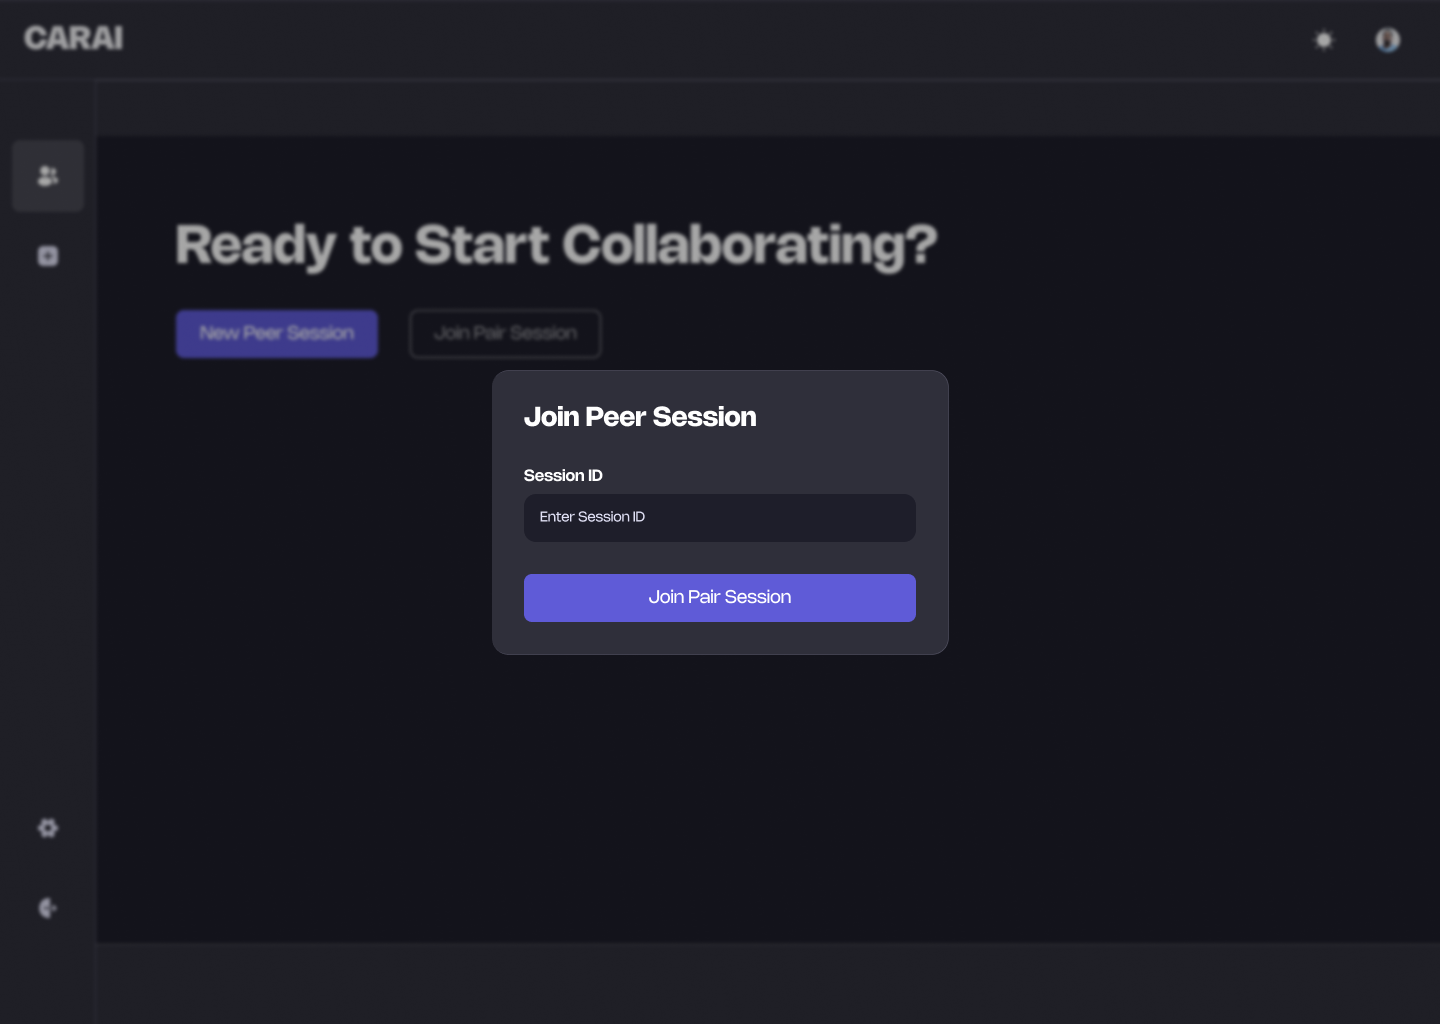 CARAI
Ready to Start Collaborating?
New Peer Session
Join Pair Session
Join Peer Session
Session ID
Enter Session ID
Join Pair Session